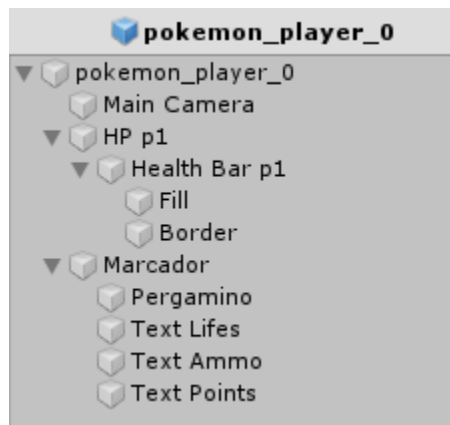 pokemon_player_0
pokemon_player_0
Main Camera
HP p1
Health Bar p1
Fill
Border
Marcador
Pergamino
Text Lifes
Text Ammo
Text Points